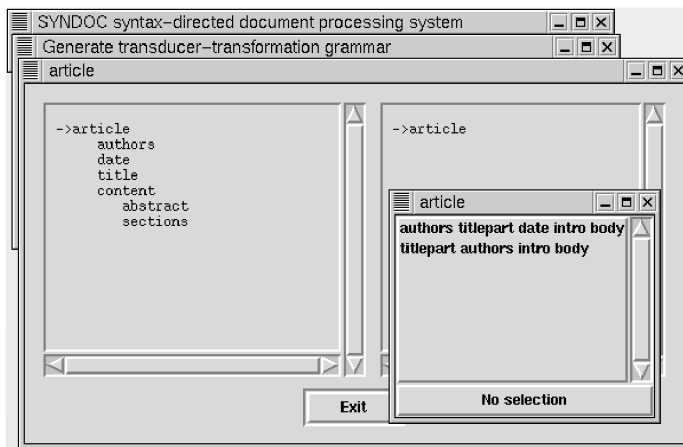 SYNDOC syntax-directed document processing system
Generate transducer-transformation grammar
article
->article
authors
date
title
content
abstract
sections
->article
article
authors titlepart date intro body
titlepart authors intro body
No selection
Exit